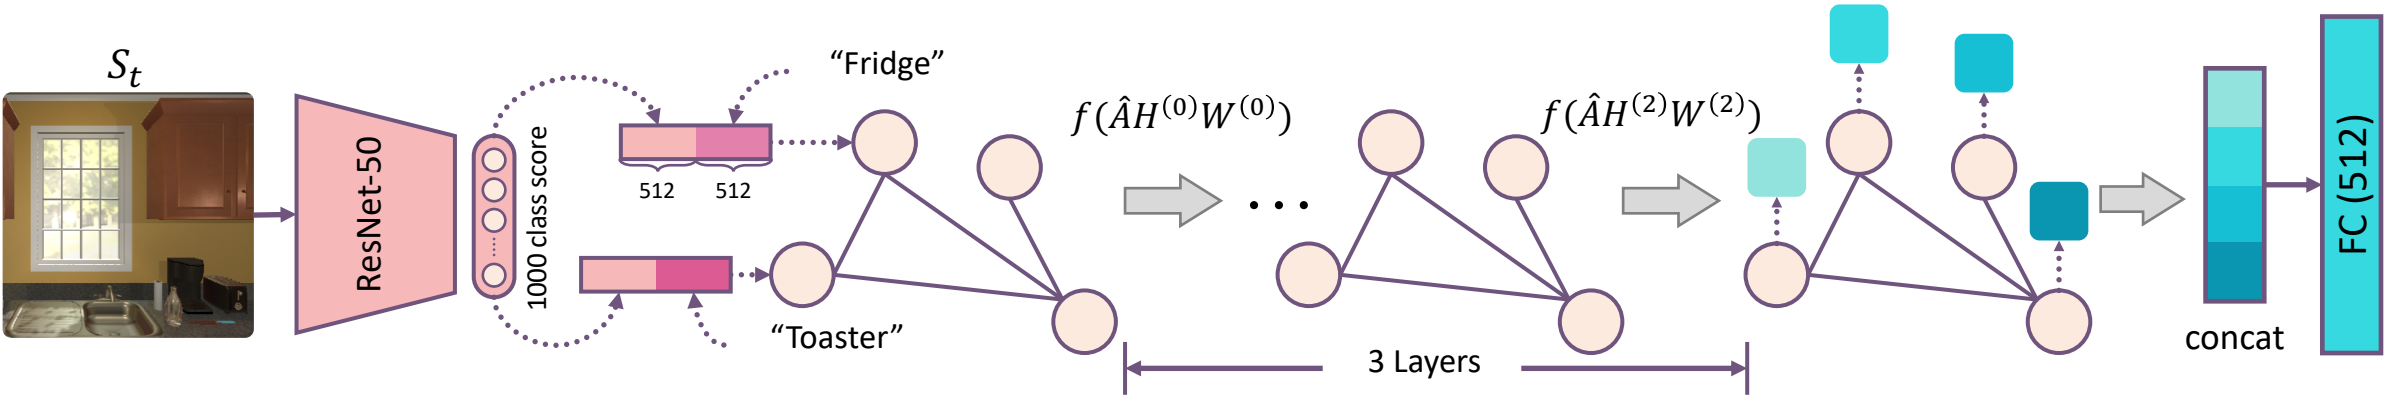 S_t
ResNet-50
1000 class score
512
512
“Fridge”
“Toaster”
f(ÂH^(0)W^(0))
...
f(ÂH^(2)W^(2))
3 Layers
concat
FC (512)